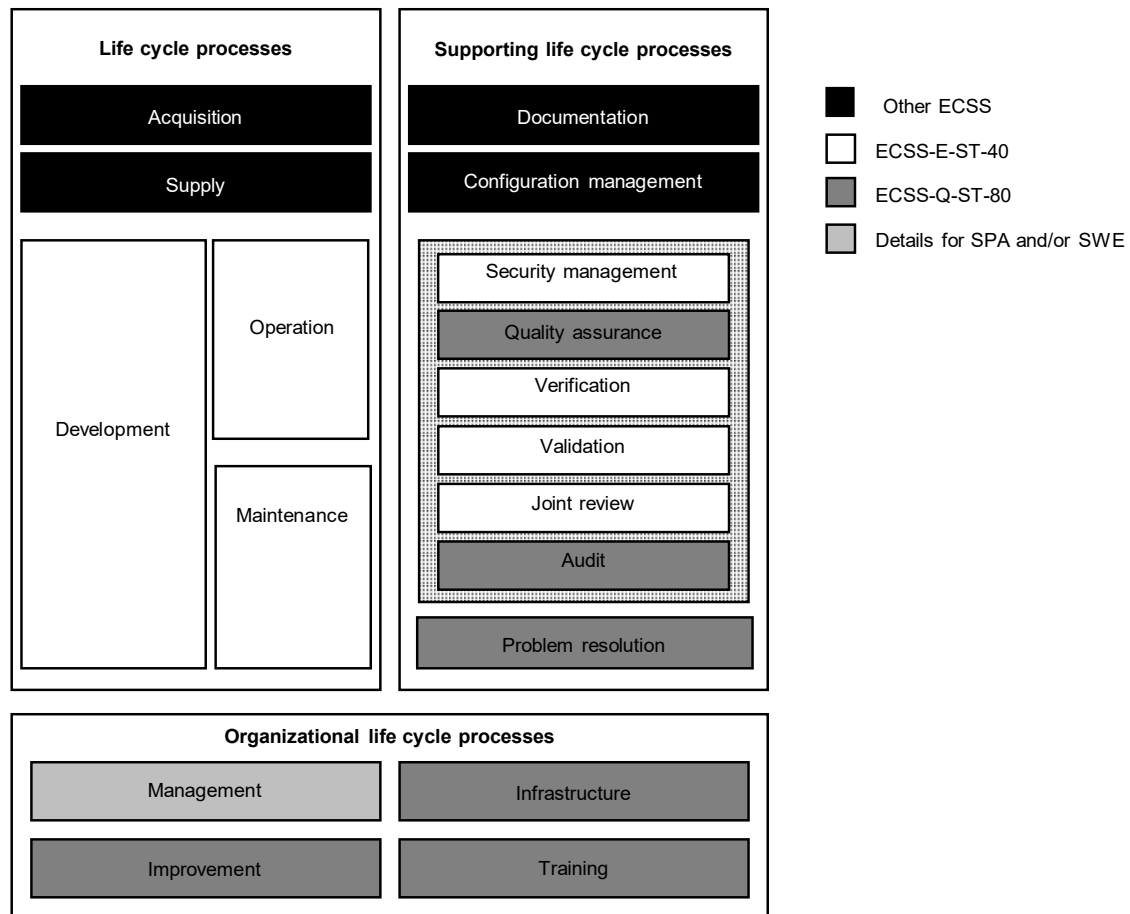 Life cycle processes
Acquisition
Supply
Development
Operation
Maintenance
Supporting life cycle processes
Documentation
Configuration management
Security management
Quality assurance
Verification
Validation
Joint review
Audit
Problem resolution
Other ECSS
ECSS-E-ST-40
ECSS-Q-ST-80
Details for SPA and/or SWE
Organizational life cycle processes
Management
Infrastructure
Improvement
Training